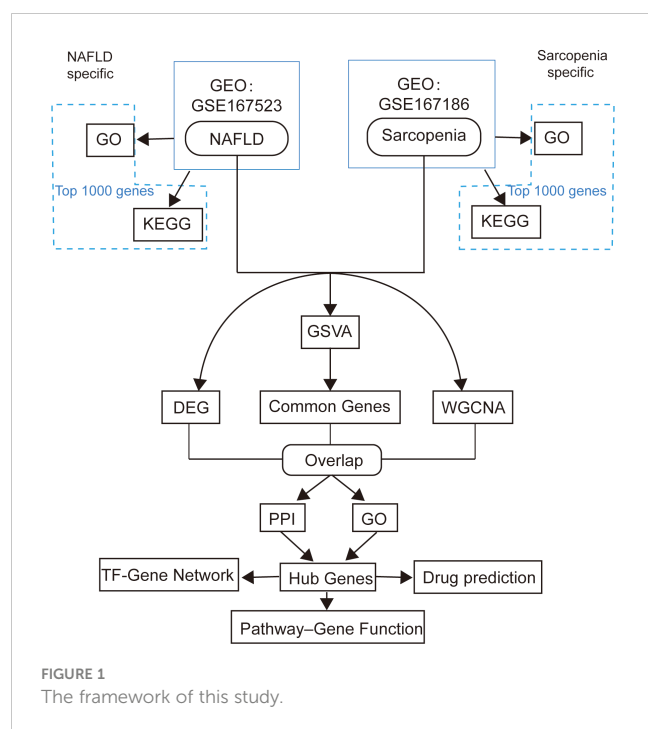 NAFLD
specific
GEO:
GSE167523
NAFLD
GO
Top 1000 genes
KEGG
GEO:
GSE167186
Sarcopenia
Sarcopenia
specific
GO
Top 1000 genes
KEGG
GSVA
DEG
Common Genes
WGCNA
Overlap
PPI
GO
TF-Gene Network
Hub Genes
Drug prediction
Pathway–Gene Function
FIGURE 1
The framework of this study.